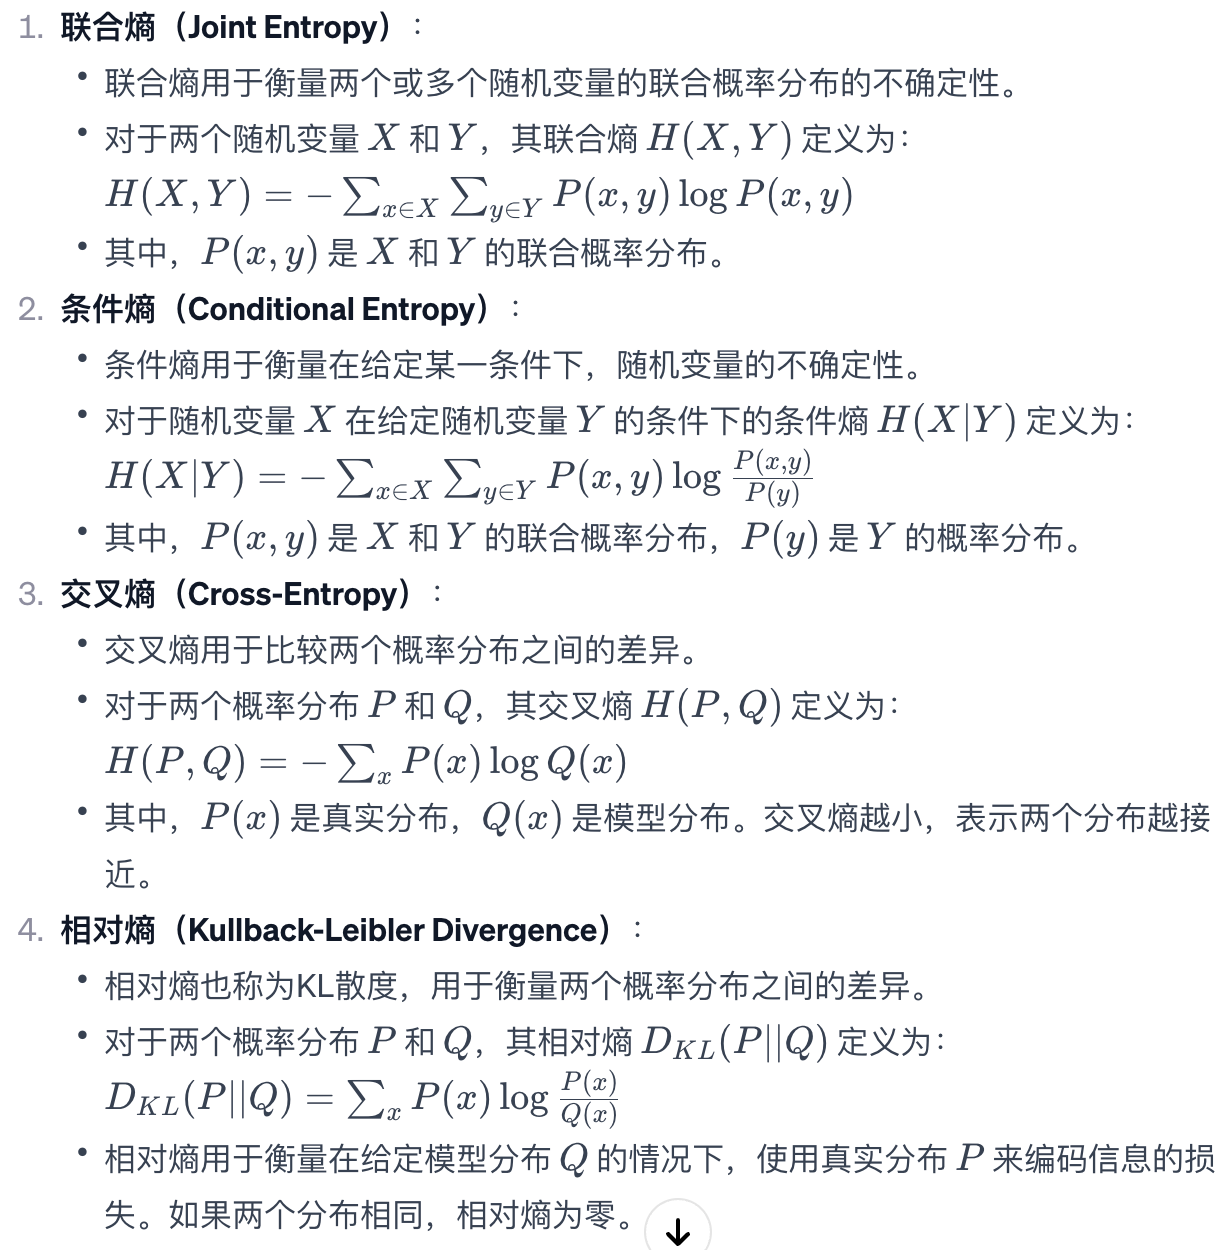 1. 联合熵（Joint Entropy）：
• 联合熵用于衡量两个或多个随机变量的联合概率分布的不确定性。
• 对于两个随机变量 X 和 Y，其联合熵 H(X, Y) 定义为：
H(X, Y) = −∑_{x∈X} ∑_{y∈Y} P(x, y) log P(x, y)
• 其中，P(x, y) 是 X 和 Y 的联合概率分布。
2. 条件熵（Conditional Entropy）：
• 条件熵用于衡量在给定某一条件下，随机变量的不确定性。
• 对于随机变量 X 在给定随机变量 Y 的条件下的条件熵 H(X|Y) 定义为：
H(X|Y) = −∑_{x∈X} ∑_{y∈Y} P(x, y) log \frac{P(x,y)}{P(y)}
• 其中，P(x, y) 是 X 和 Y 的联合概率分布，P(y) 是 Y 的概率分布。
3. 交叉熵（Cross-Entropy）：
• 交叉熵用于比较两个概率分布之间的差异。
• 对于两个概率分布 P 和 Q，其交叉熵 H(P, Q) 定义为：
H(P, Q) = −∑_x P(x) log Q(x)
• 其中，P(x) 是真实分布，Q(x) 是模型分布。交叉熵越小，表示两个分布越接
近。
4. 相对熵（Kullback-Leibler Divergence）：
• 相对熵也称为KL散度，用于衡量两个概率分布之间的差异。
• 对于两个概率分布 P 和 Q，其相对熵 D_{KL}(P||Q) 定义为：
D_{KL}(P||Q) = ∑_x P(x) log \frac{P(x)}{Q(x)}
• 相对熵用于衡量在给定模型分布 Q 的情况下，使用真实分布 P 来编码信息的损
失。如果两个分布相同，相对熵为零。